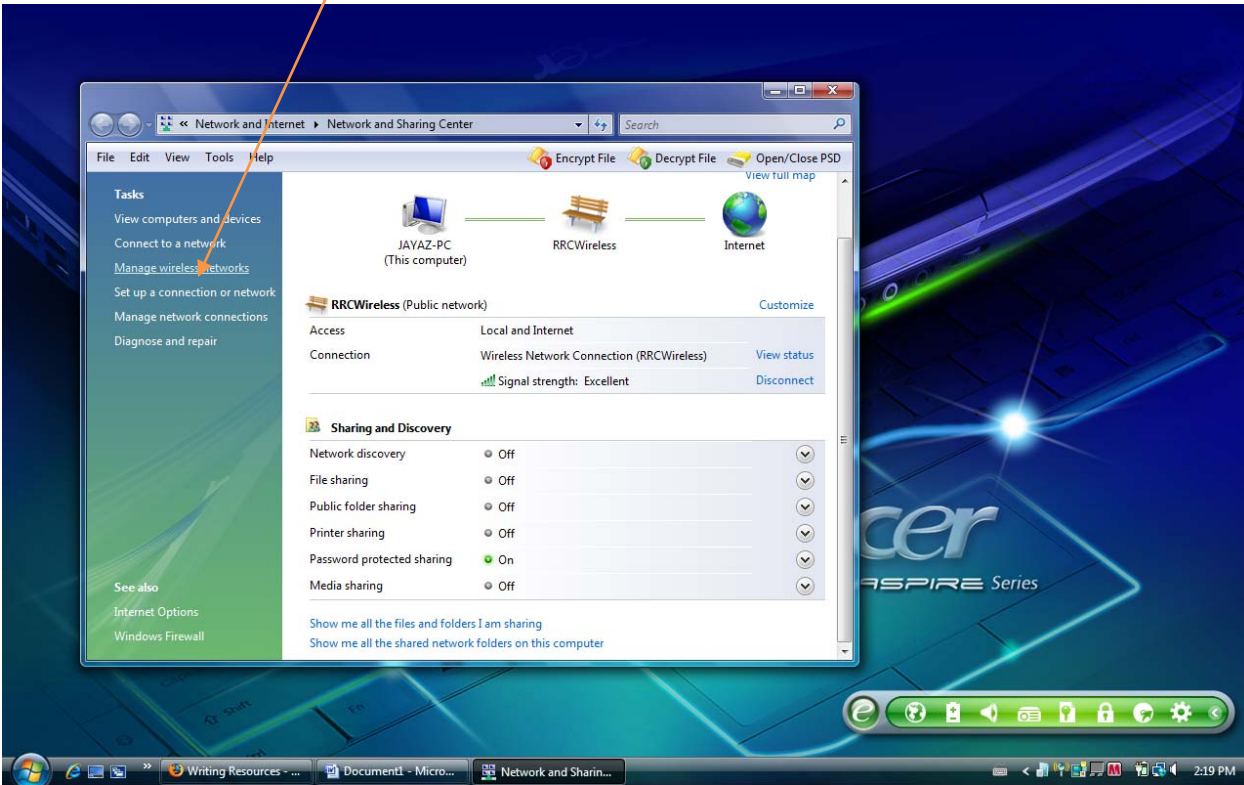 « Network and Internet ▸ Network and Sharing Center
Search
File Edit View Tools Help
Encrypt File Decrypt File Open/Close PSD
Tasks
View computers and devices
Connect to a network
Manage wireless networks
Set up a connection or network
Manage network connections
Diagnose and repair
See also
Internet Options
Windows Firewall
View full map
JAYAZ-PC
(This computer)
RRCWireless
Internet
RRCWireless (Public network) Customize
Access Local and Internet
Connection Wireless Network Connection (RRCWireless) View status
Signal strength: Excellent Disconnect
Sharing and Discovery
Network discovery Off
File sharing Off
Public folder sharing Off
Printer sharing Off
Password protected sharing On
Media sharing Off
Show me all the files and folders I am sharing
Show me all the shared network folders on this computer
acer
ASPIRE Series
Shift
Fn
Writing Resources - ... Document1 - Micro... Network and Sharin... 2:19 PM